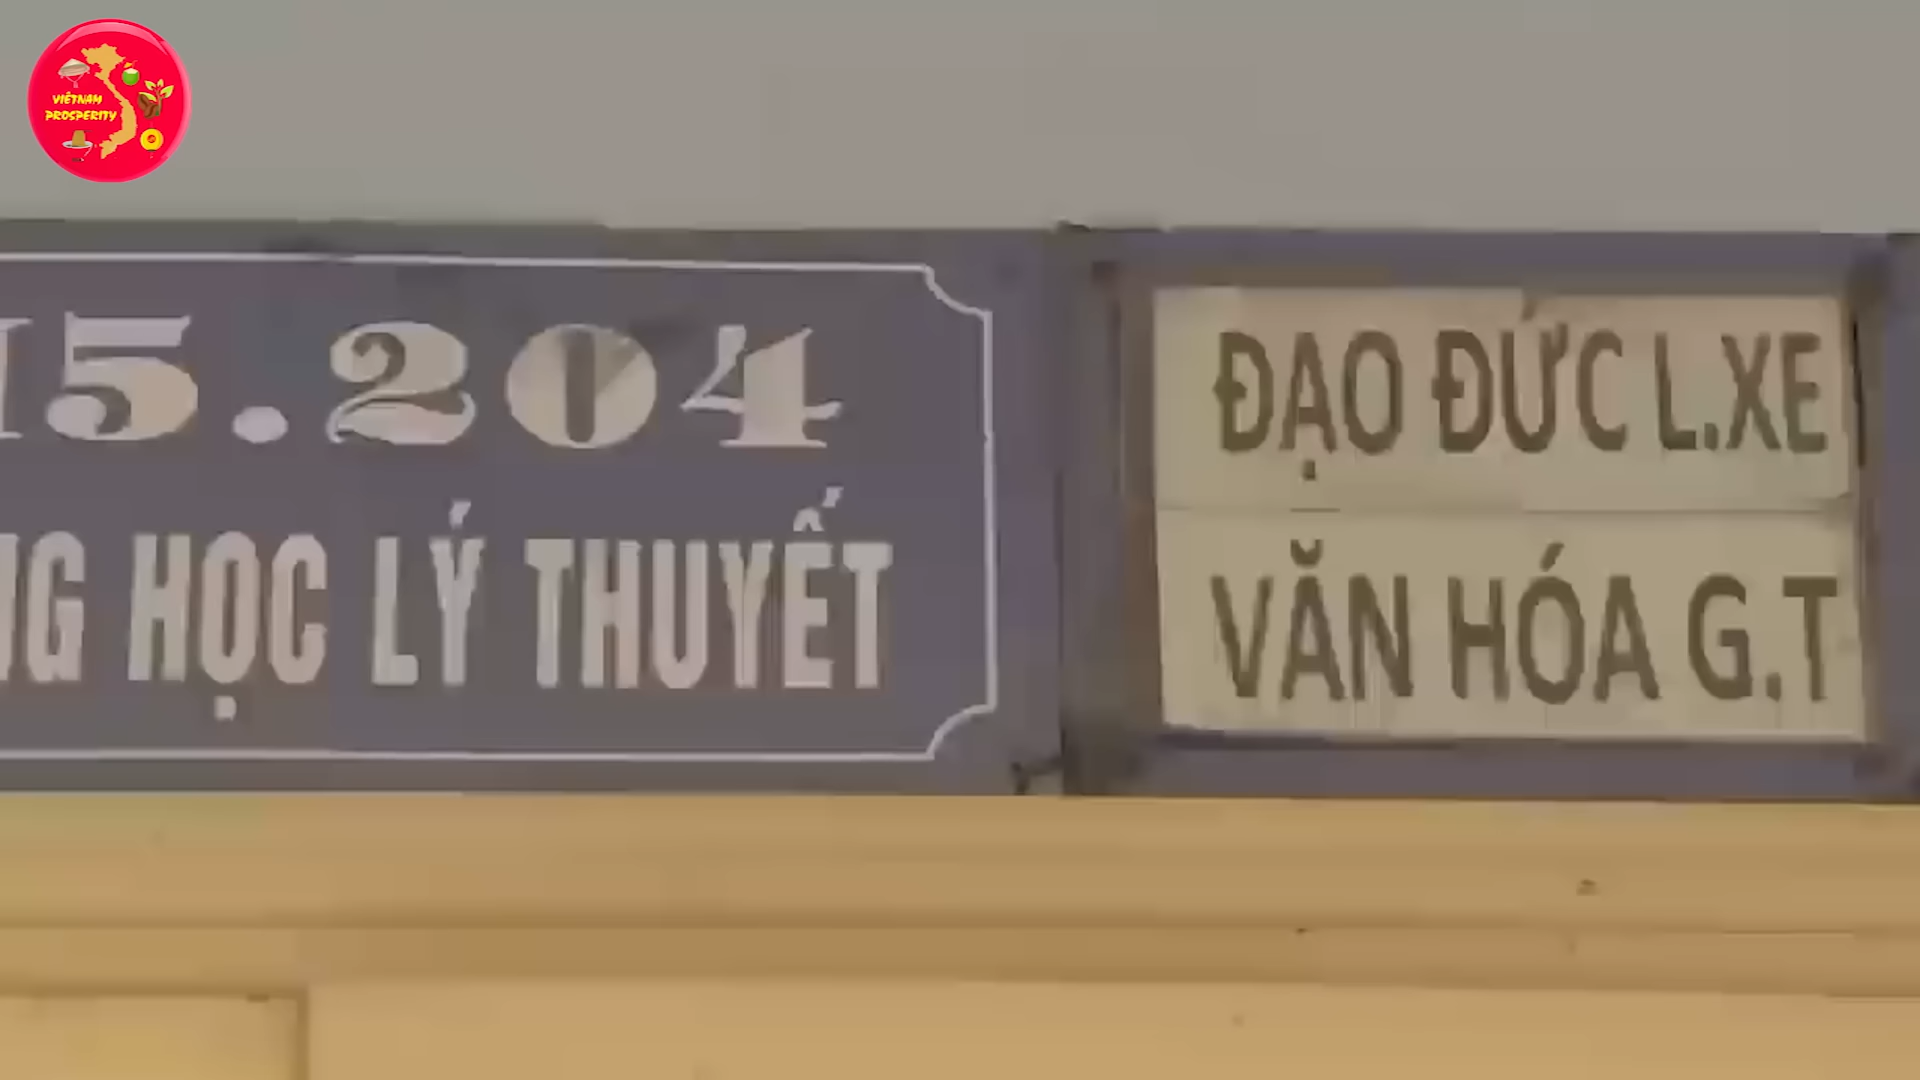 VIETNAM
PROSPERITY
15.204
HỌC LÝ THUYẾT
ĐẠO ĐỨC L.XE
VĂN HÓA G.T